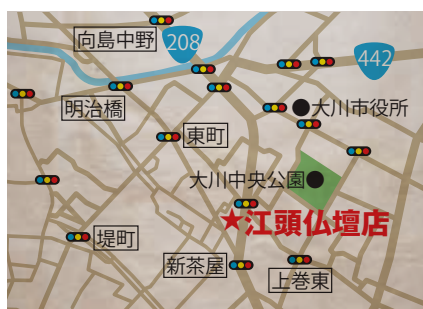 向島中野
208
442
明治橋
大川市役所
東町
大川中央公園
江頭仏壇店
堤町
新茶屋
上巻東